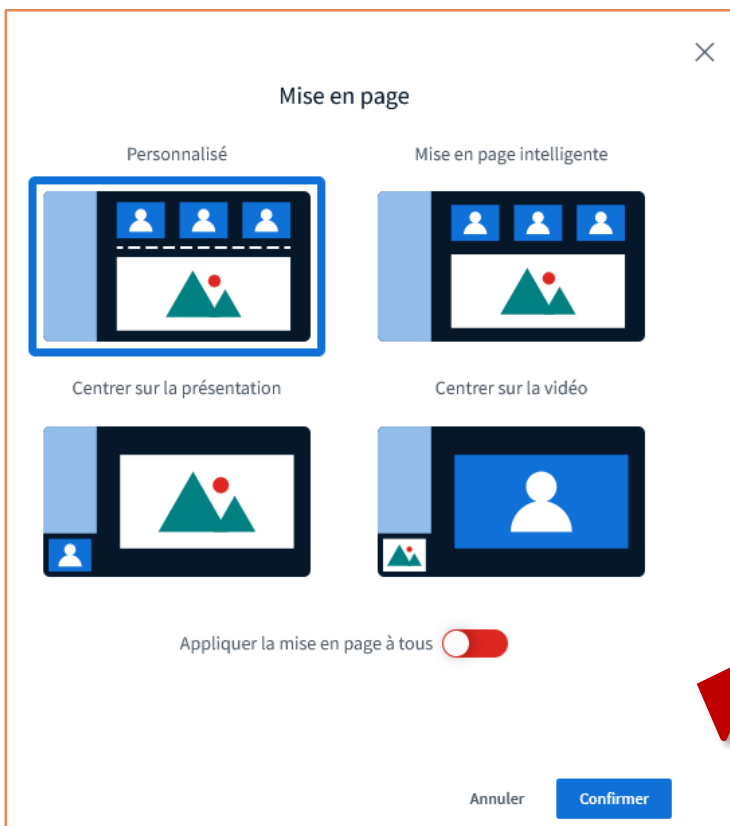 Mise en page
Personnalisé
Mise en page intelligente
Centrer sur la présentation
Centrer sur la vidéo
Appliquer la mise en page à tous
Annuler
Confirmer